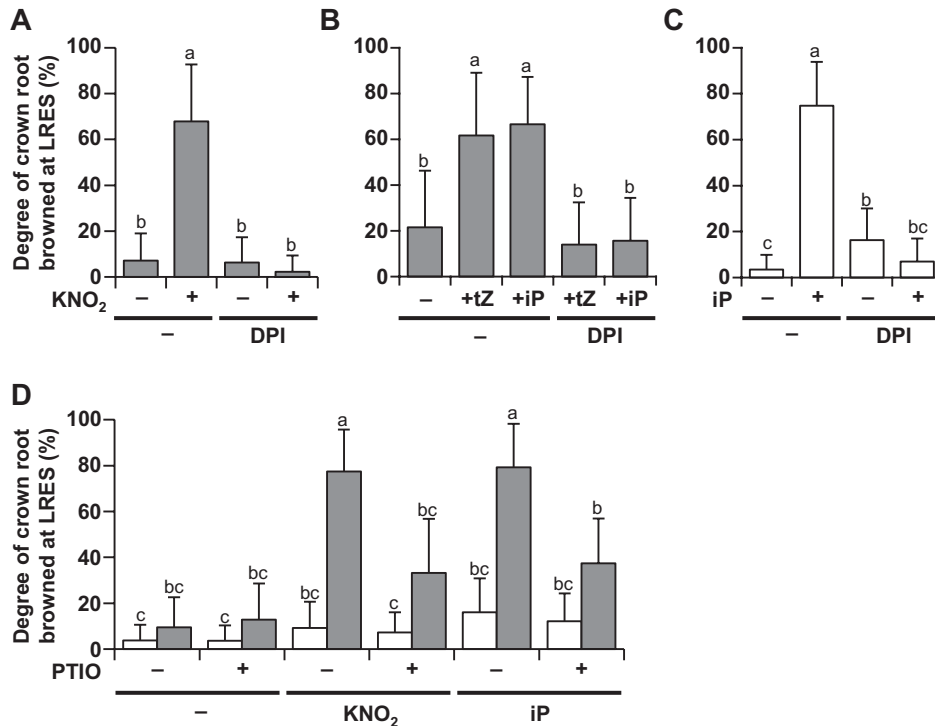 A
Degree of crown root
browned at LRES (%)
100
80
60
40
20
0
b
a
b
b
KNO₂
–
+
–
+
–
DPI
B
100
80
60
40
20
0
b
a
a
b
b
–
+tZ
+iP
+tZ
+iP
–
DPI
C
100
80
60
40
20
0
c
a
b
bc
iP
–
+
–
+
–
DPI
D
Degree of crown root
browned at LRES (%)
100
80
60
40
20
0
c
bc
c
bc
bc
a
c
bc
bc
a
bc
b
PTIO
–
+
–
+
–
+
–
KNO₂
iP